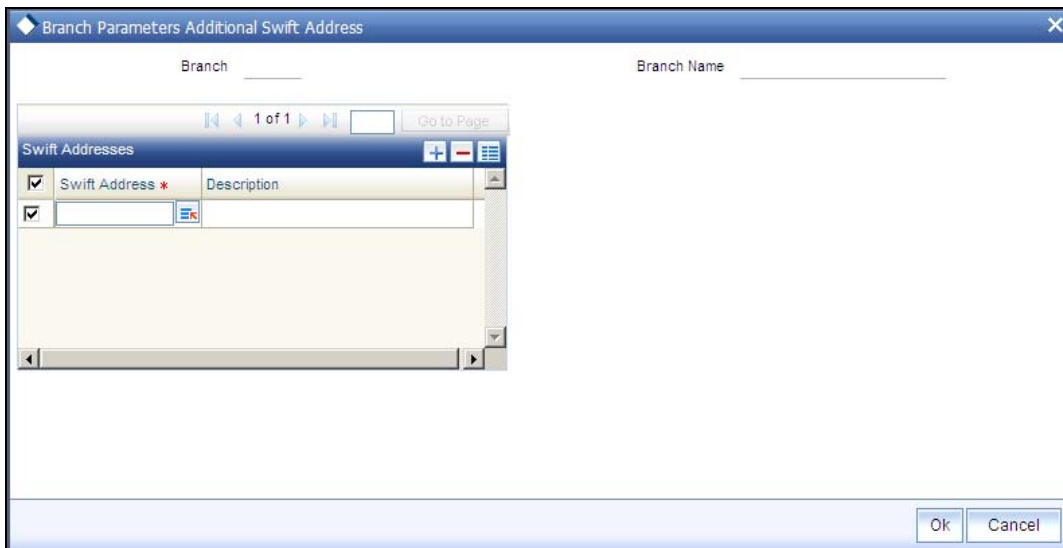 Branch Parameters Additional Swift Address
Branch
Branch Name
1 of 1
Go to Page
Swift Addresses
Swift Address *
Description
Ok
Cancel